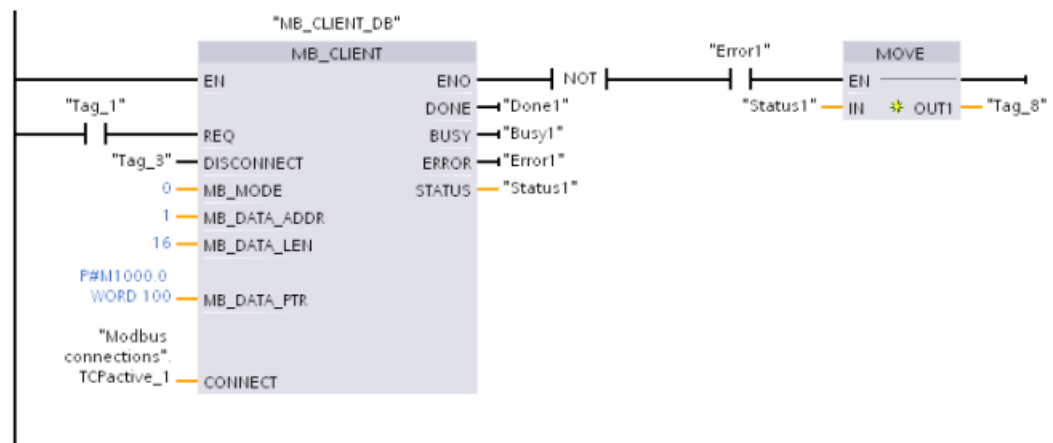 "MB_CLIENT_DB"
MB_CLIENT
EN
ENO
NOT
"Error1"
MOVE
EN
"Tag_1"
DONE
"Done1"
"Status1"
IN
OUT1
"Tag_8"
REQ
BUSY
"Busy1"
"Tag_3"
DISCONNECT
ERROR
"Error1"
0
MB_MODE
STATUS
"Status1"
1
MB_DATA_ADDR
16
MB_DATA_LEN
P#M1000.0
WORD 100
MB_DATA_PTR
"Modbus
connections".
TCPactive_1
CONNECT